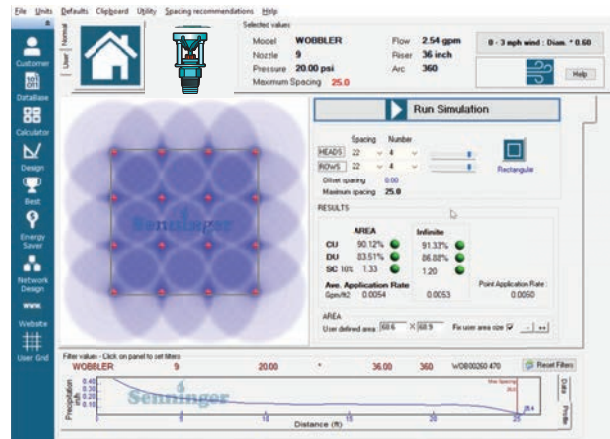 File Units Defaults Clipboard Utility Spacing recommendations Help
Customer
DataBase
Calculator
Design
Best
Energy
Saver
Network
Design
www.
Website
User Grid
Normal
User
Selected values
Model WOBBLER Flow 2.54 gpm
Nozzle 9 Riser 36 inch
Pressure 20.00 psi Arc 360
Maximum Spacing 25.0
0 - 3 mph wind : Diam. * 0.60
Help
Senninger
Run Simulation
Spacing Number
HEADS 22 4
ROWS 22 4
Offset spacing 0.00
Maximum spacing 25.0
Rectangular
RESULTS
AREA Infinite
CU 90.12% 91.37%
DU 83.51% 86.88%
SC 10% 1.33 1.20
Ave. Application Rate Point Application Rate :
Gpm/ft2 0.0054 0.0053 0.0050
AREA
User defined area : 68.6 X 68.9 Fix user area size - ++
Filter values - Click on panel to set filters
WOBBLER 9 20.00 * 36.00 360 WOB00260 470 Reset Filters
Precipitation
in/h
0.40
0.30
0.20
0.10
Senninger
Max Spacing
25.0
5 10 15 20 25
Distance (ft)
Data
Profile